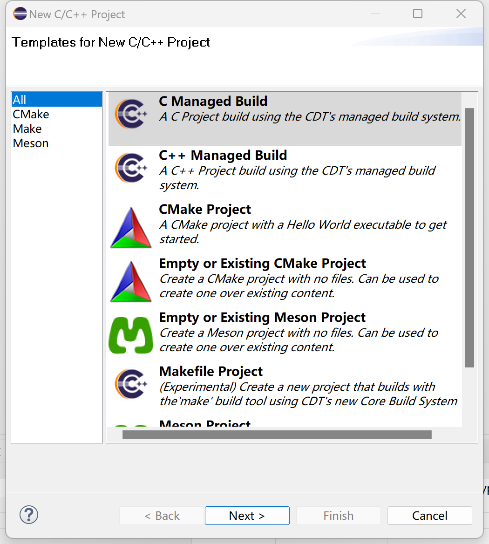 New C/C++ Project
Templates for New C/C++ Project
All
CMake
Make
Meson
C Managed Build
A C Project build using the CDT's managed build system.
C++ Managed Build
A C++ Project build using the CDT's managed build
system.
CMake Project
A CMake project with a Hello World executable to get
started.
Empty or Existing CMake Project
Create a CMake project with no files. Can be used to
create one over existing content.
Empty or Existing Meson Project
Create a Meson project with no files. Can be used to
create one over existing content.
Makefile Project
(Experimental) Create a new project that builds with
the'make' build tool using CDT's new Core Build System
Meson Project
?
< Back
Next >
Finish
Cancel